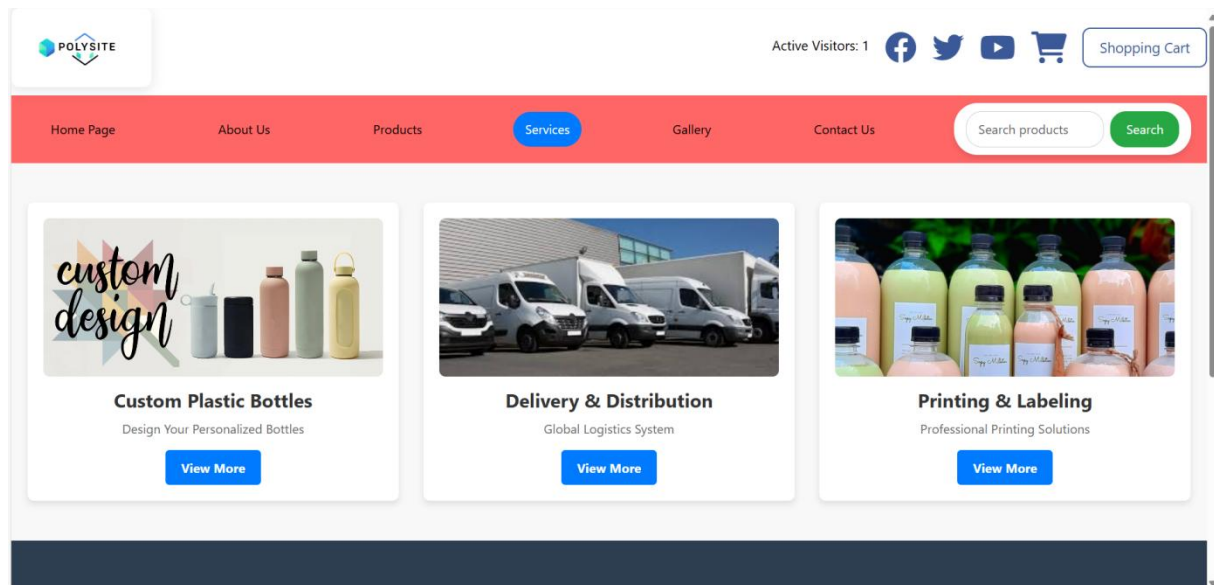 POLYSITE
Active Visitors: 1
Shopping Cart
Home Page
About Us
Products
Services
Gallery
Contact Us
Search products
Search
custom
design
Custom Plastic Bottles
Design Your Personalized Bottles
View More
Delivery & Distribution
Global Logistics System
View More
Printing & Labeling
Professional Printing Solutions
View More